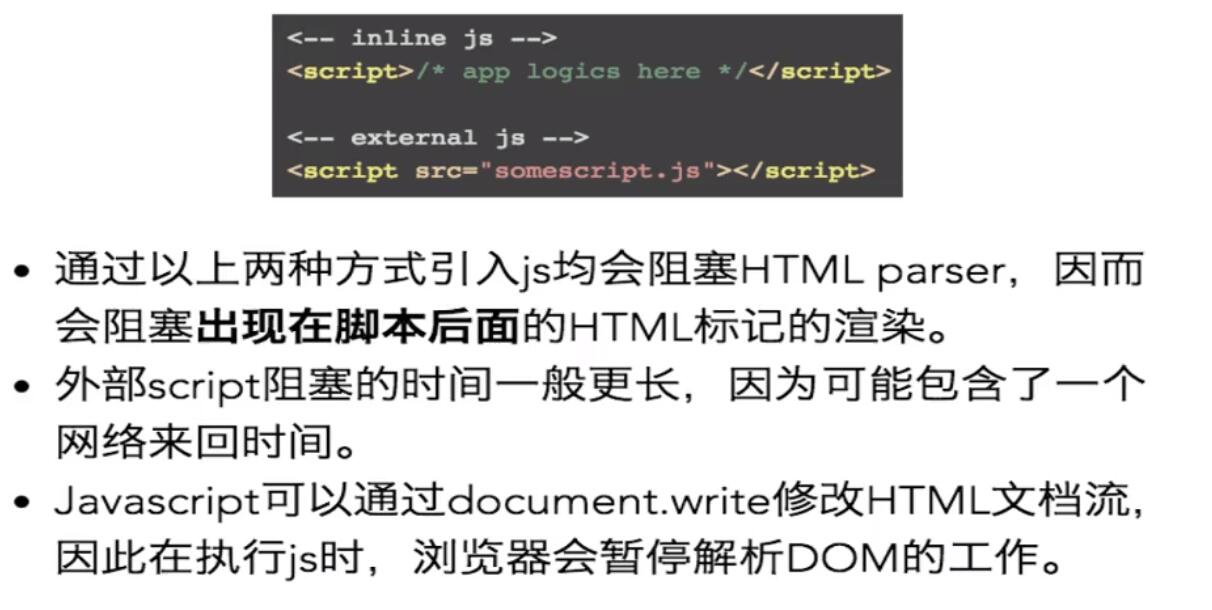 <-- inline js -->
<script>/* app logics here */</script>
<-- external js -->
<script src="somescript.js"></script>
• 通过以上两种方式引入js均会阻塞HTML parser，因而
会阻塞出现在脚本后面的HTML标记的渲染。
• 外部script阻塞的时间一般更长，因为可能包含了一个
网络来回时间。
• Javascript可以通过document.write修改HTML文档流，
因此在执行js时，浏览器会暂停解析DOM的工作。